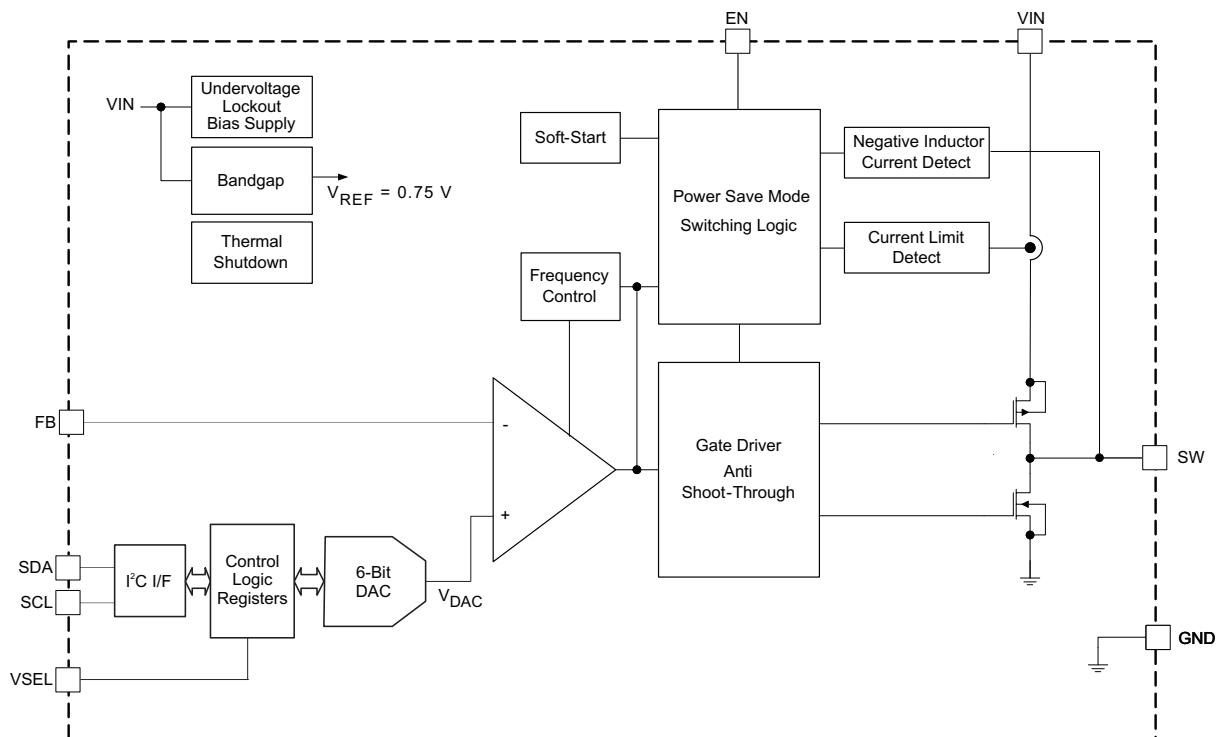 EN
VIN
VIN
Undervoltage
Lockout
Bias Supply
Bandgap
V_REF = 0.75 V
Thermal
Shutdown
Soft-Start
Power Save Mode
Switching Logic
Negative Inductor
Current Detect
Current Limit
Detect
Frequency
Control
FB
-
+
Gate Driver
Anti
Shoot-Through
SW
SDA
SCL
I²C I/F
Control
Logic
Registers
6-Bit
DAC
V_DAC
VSEL
GND